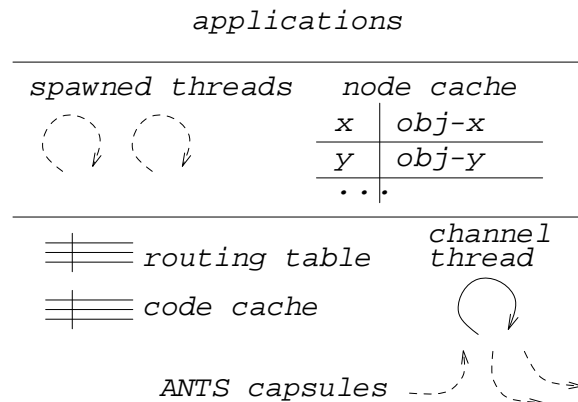 applications
spawned threads
node cache
x obj-x
y obj-y
...
routing table
code cache
channel
thread
ANTS capsules